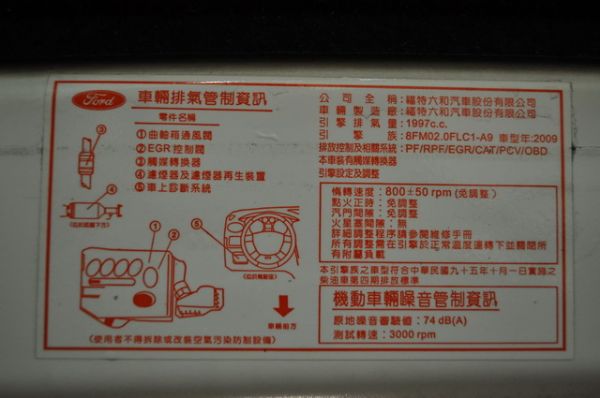 Ford
車輛排氣管制資訊
零件名稱
①曲軸箱通風閥
②EGR控制閥
③觸媒轉換器
④濾煙器及濾煙器再生裝置
⑤車上診斷系統
③
④
⑤
①
②
車輛前方
(使用者不得拆除或改裝空氣污染防制設備)
公司全稱:福特六和汽車股份有限公司
車輛製造廠:福特六和汽車股份有限公司
引擎排氣量:1997c.c.
引擎族:8FM02.0FLC1-A9 車型年:2009
排放控制及相關系統:PF/RPF/EGR/CAT/PCV/OBD
本車裝有觸媒轉換器
引擎設定及調整
惰轉速度:800±50 rpm (免調整)
點火正時:免調整
汽門間隙:免調整
火星塞間隙:無
詳細調整程序請參閱維修手冊
所有調整需在引擎於正常溫度運轉下並關閉所
有附屬負載
本引擎族之車型符合中華民國九十五年十月一日實施之
柴油車第四期排放標準
機動車輛噪音管制資訊
原地噪音審驗值:74 dB(A)
測試轉速:3000 rpm